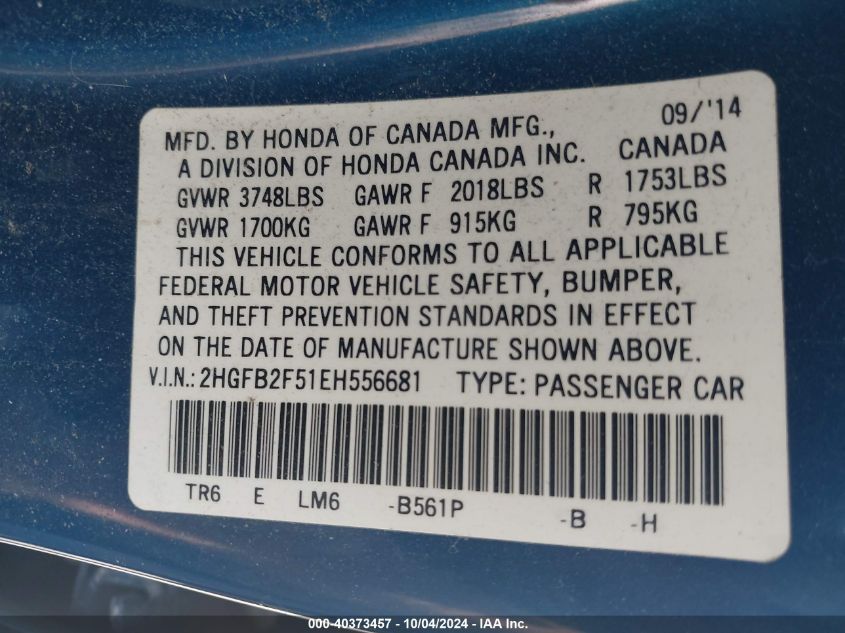 09/'14
MFD. BY HONDA OF CANADA MFG.,
A DIVISION OF HONDA CANADA INC. CANADA
GVWR 3748LBS GAWR F 2018LBS R 1753LBS
GVWR 1700KG GAWR F 915KG R 795KG
THIS VEHICLE CONFORMS TO ALL APPLICABLE
FEDERAL MOTOR VEHICLE SAFETY, BUMPER,
AND THEFT PREVENTION STANDARDS IN EFFECT
ON THE DATE OF MANUFACTURE SHOWN ABOVE.
V.I.N.: 2HGFB2F51EH556681 TYPE: PASSENGER CAR
TR6 E LM6 -B561P -B -H
000-40373457 - 10/04/2024 - IAA Inc.